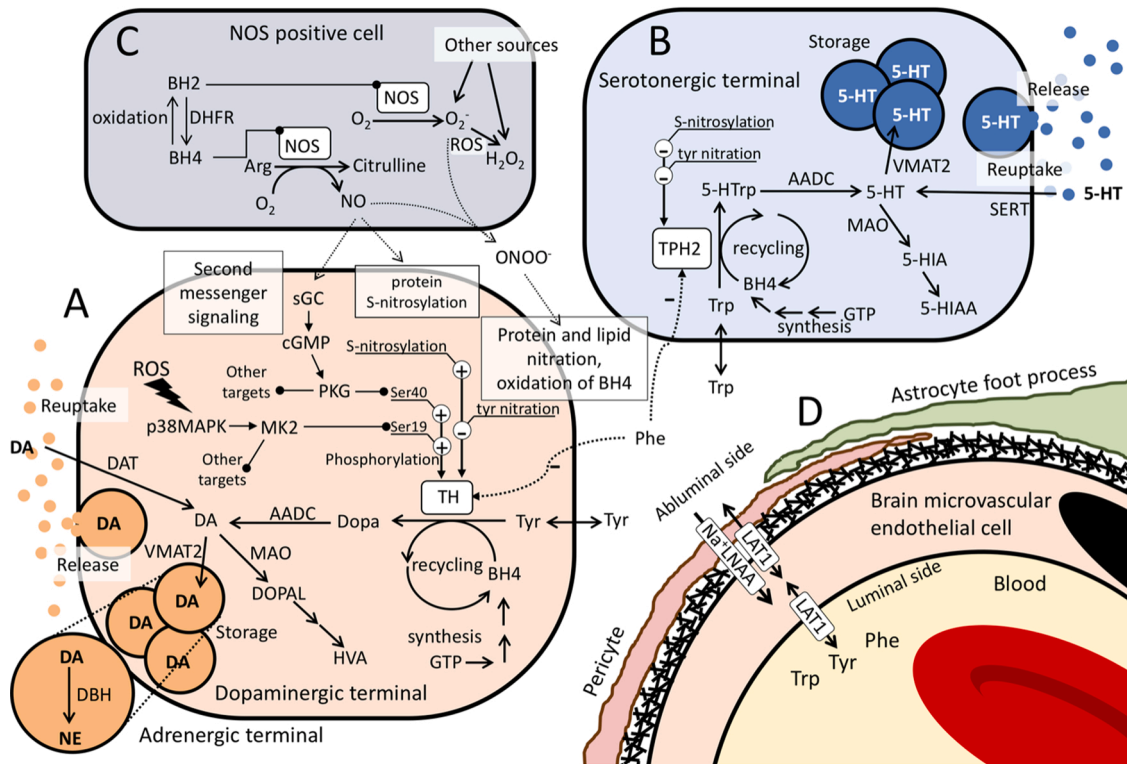 C
NOS positive cell
Other sources
BH2
NOS
oxidation
DHFR
O₂
O₂⁻
BH4
NOS
ROS
H₂O₂
Arg
Citrulline
O₂
NO
ONOO⁻
B
Storage
Serotonergic terminal
5-HT
5-HT
5-HT
5-HT
Release
S-nitrosylation
−
tyr nitration
−
VMAT2
Reuptake
5-HTrp
AADC
5-HT
SERT
5-HT
MAO
TPH2
recycling
5-HIA
BH4
−
Trp
5-HIAA
GTP
synthesis
Trp
A
Second
messenger
signaling
protein
S-nitrosylation
sGC
cGMP
Protein and lipid
nitration,
oxidation of BH4
S-nitrosylation
+
ROS
Other
targets
PKG
Ser40
+
tyr nitration
Reuptake
p38MAPK
MK2
Ser19
−
+
Phe
DA
Other
targets
Phosphorylation
DAT
−
TH
DA
DA
AADC
Dopa
Tyr
Tyr
VMAT2
MAO
Release
recycling
BH4
DOPAL
DA
DA
Storage
synthesis
DA
HVA
GTP
DA
Dopaminergic terminal
DBH
NE
Adrenergic terminal
D
Astrocyte foot process
Abluminal side
Brain microvascular
endothelial cell
Na⁺LNAA
LAT1
Luminal side
Blood
LAT1
Phe
Tyr
Trp
Pericyte